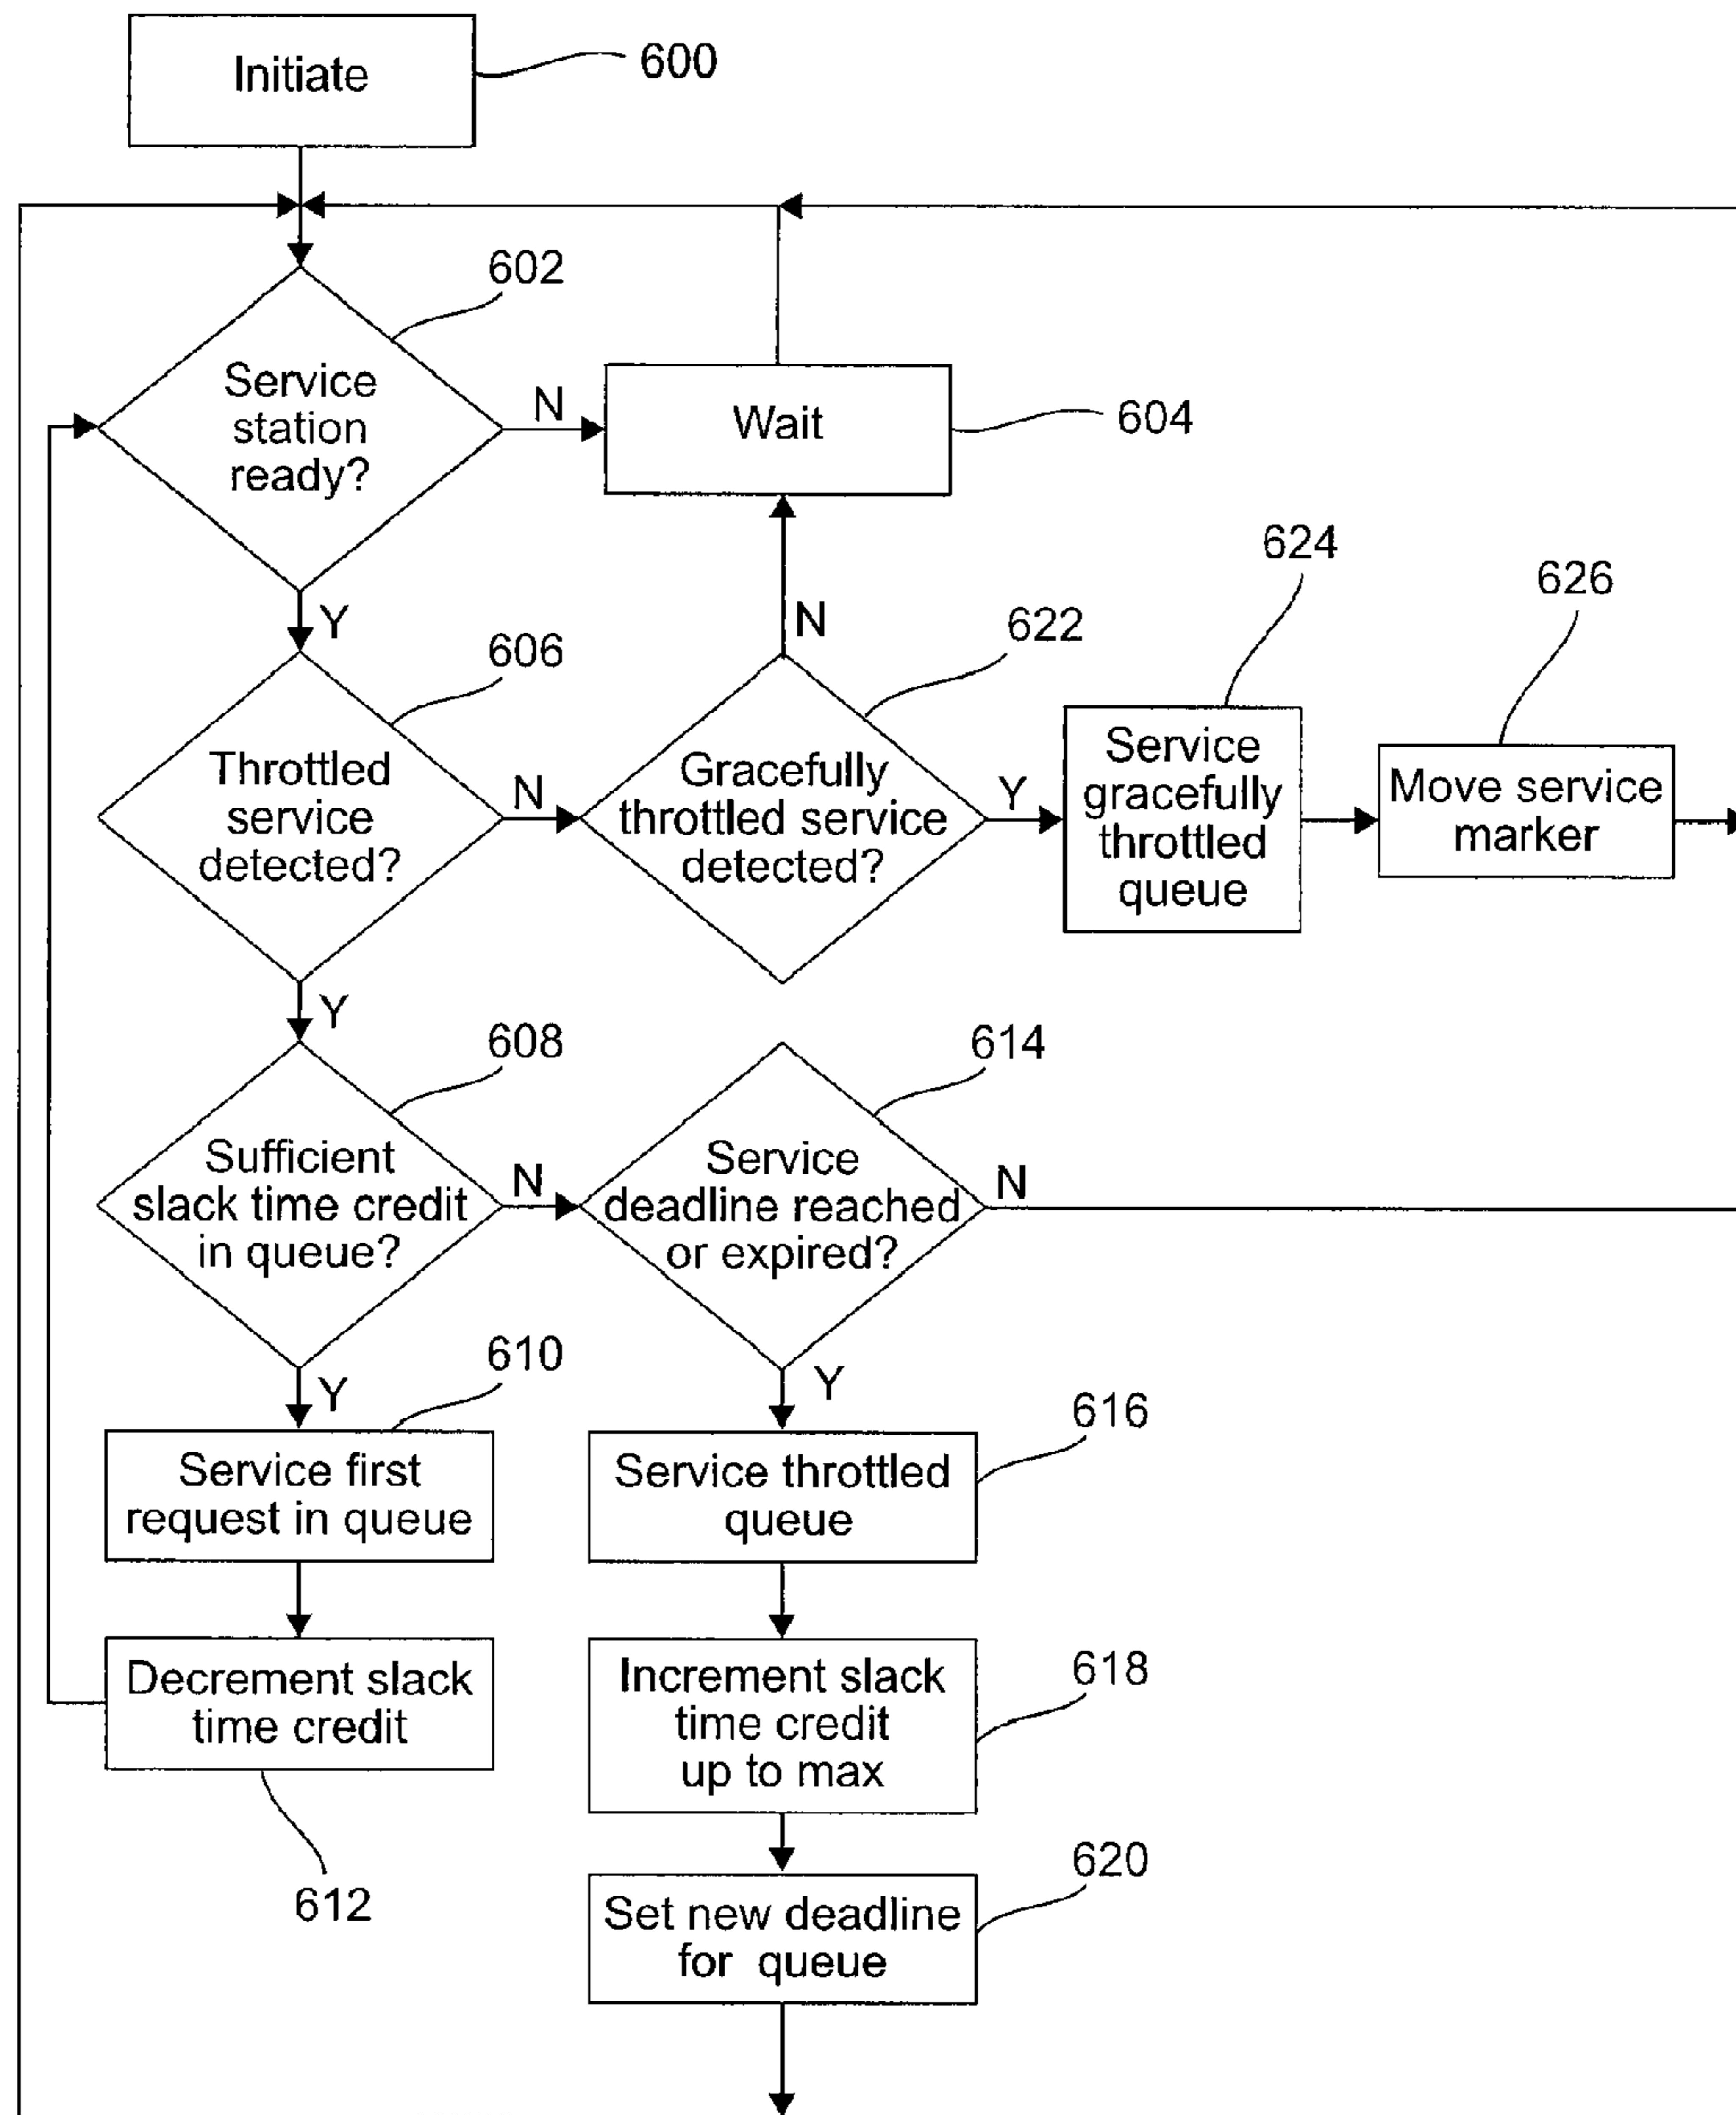 Initiate
600
602
Service
station
ready?
N
Wait
604
Y
606
Throttled
service
detected?
N
N
622
Gracefully
throttled service
detected?
Y
624
Service
gracefully
throttled
queue
626
Move service
marker
Y
608
Sufficient
slack time credit
in queue?
N
614
Service
deadline reached
or expired?
N
Y
610
Service first
request in queue
Y
616
Service throttled
queue
Decrement slack
time credit
612
Increment slack
time credit
up to max
618
Set new deadline
for queue
620